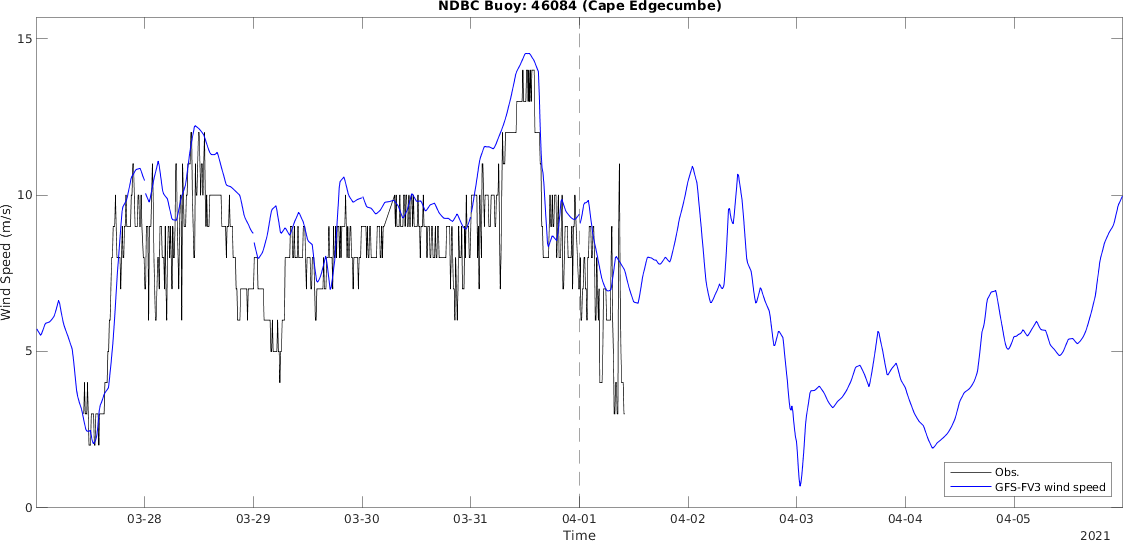 NDBC Buoy: 46084 (Cape Edgecumbe)
15
10
5
0
Wind Speed (m/s)
03-28 03-29 03-30 03-31 04-01 04-02 04-03 04-04 04-05
Time
2021
Obs.
GFS-FV3 wind speed